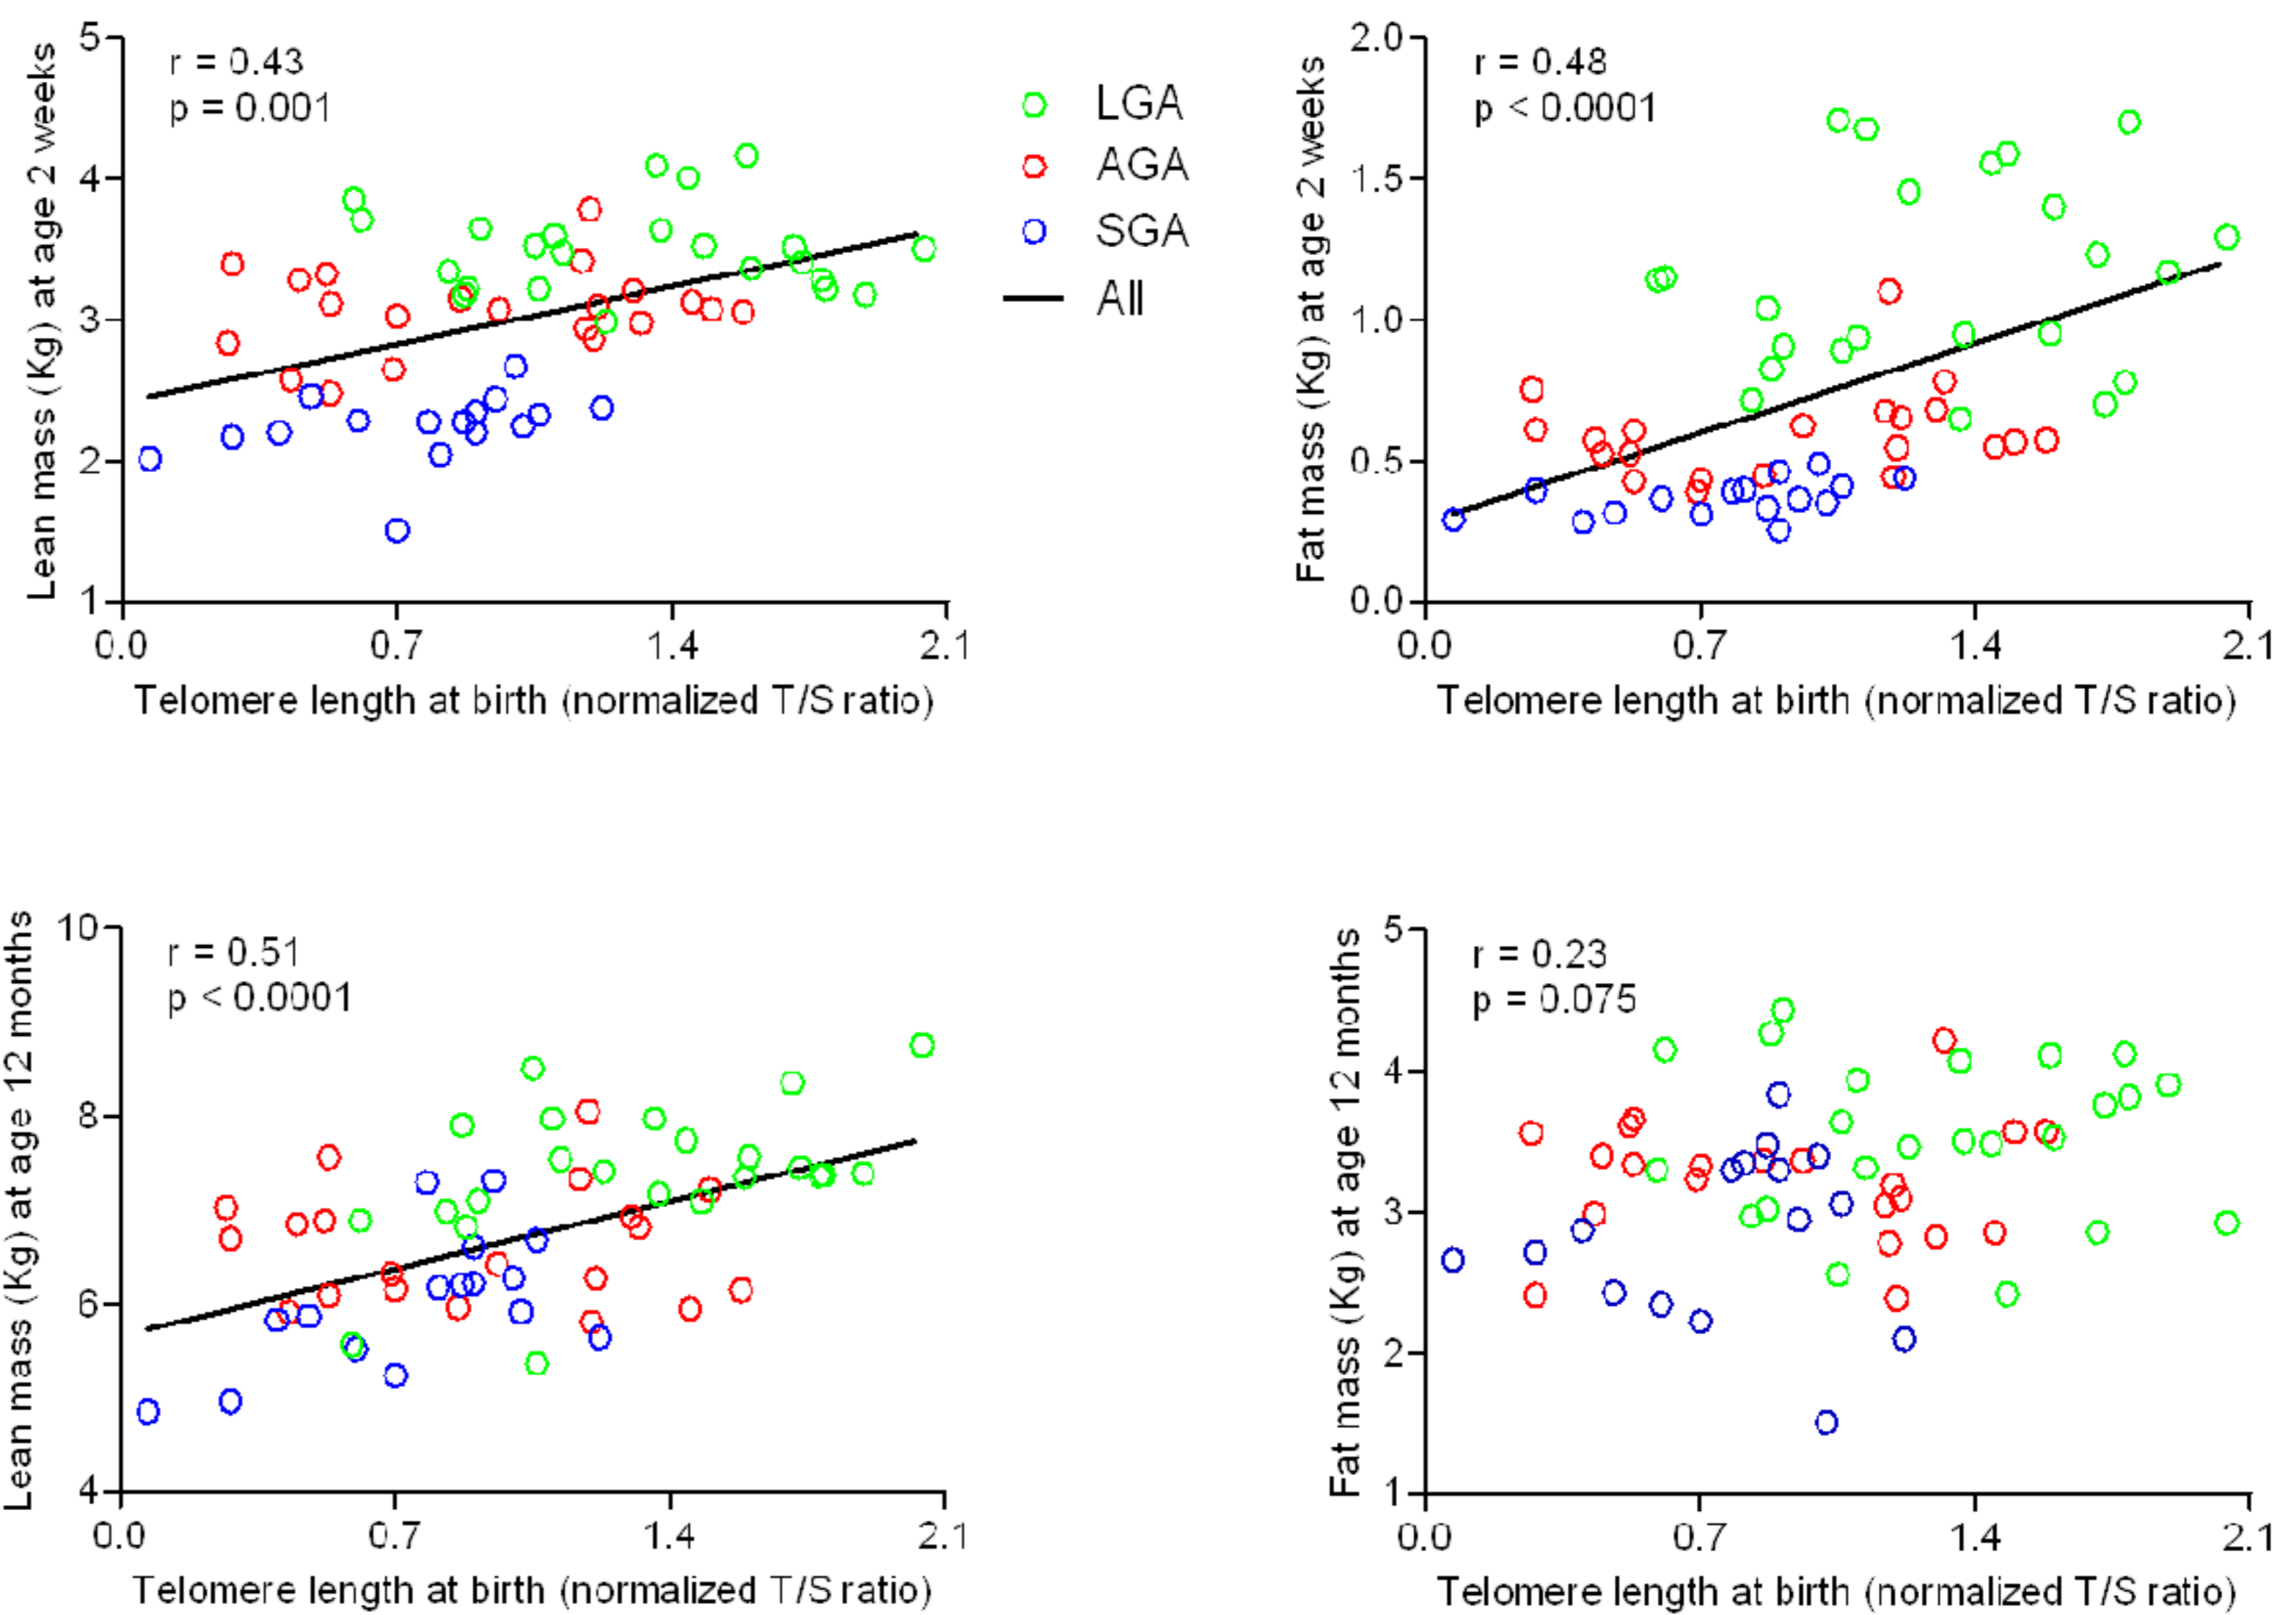 5
4
3
2
1
Lean mass (Kg) at age 2 weeks
r = 0.43
p = 0.001
0.0 0.7 1.4 2.1
Telomere length at birth (normalized T/S ratio)
LGA
AGA
SGA
All
2.0
1.5
1.0
0.5
0.0
Fat mass (Kg) at age 2 weeks
r = 0.48
p < 0.0001
0.0 0.7 1.4 2.1
Telomere length at birth (normalized T/S ratio)
10
8
6
4
Lean mass (Kg) at age 12 months
r = 0.51
p < 0.0001
0.0 0.7 1.4 2.1
Telomere length at birth (normalized T/S ratio)
5
4
3
2
1
Fat mass (Kg) at age 12 months
r = 0.23
p = 0.075
0.0 0.7 1.4 2.1
Telomere length at birth (normalized T/S ratio)